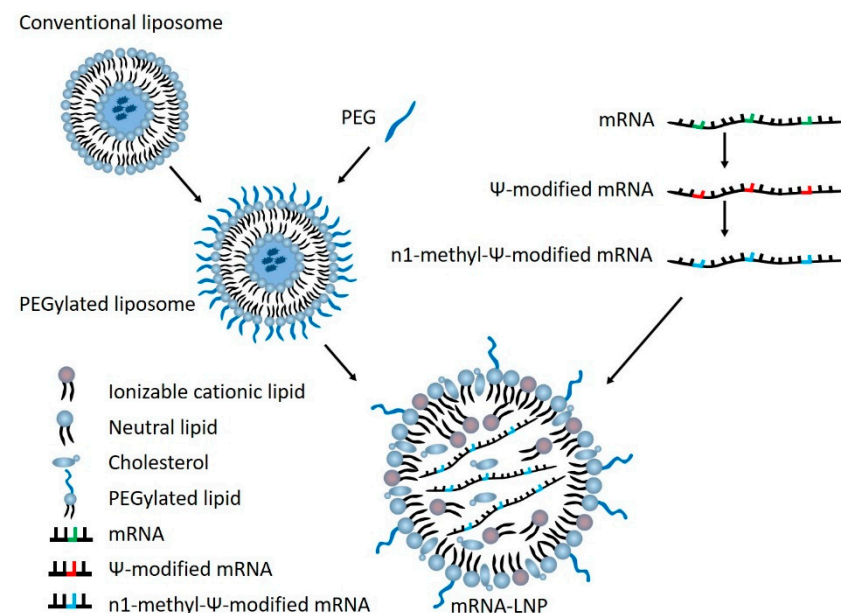 Conventional liposome
PEG
mRNA
Ψ-modified mRNA
n1-methyl-Ψ-modified mRNA
PEGylated liposome
Ionizable cationic lipid
Neutral lipid
Cholesterol
PEGylated lipid
mRNA
Ψ-modified mRNA
n1-methyl-Ψ-modified mRNA
mRNA-LNP